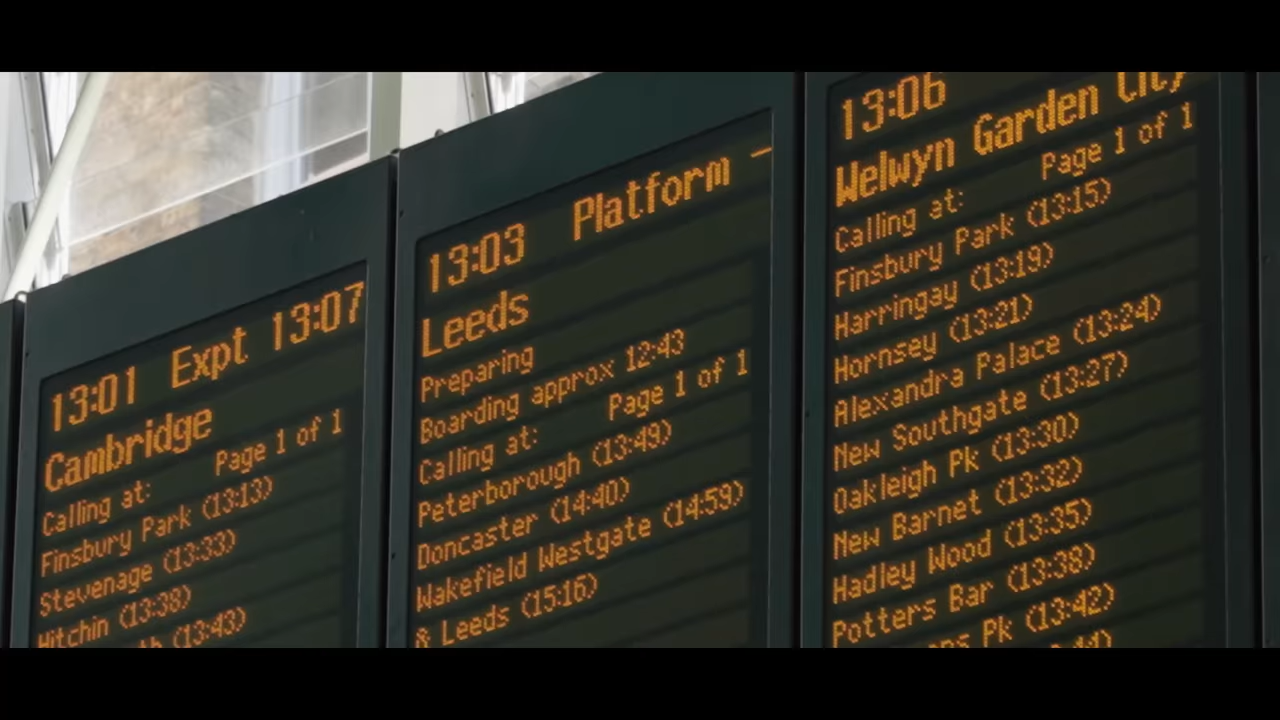 13:01 Expt 13:07
Cambridge
Page 1 of 1
Calling at:
Finsbury Park (13:13)
Stevenage (13:33)
Hitchin (13:38)
(13:43)
13:03 Platform -
Leeds
Preparing
Boarding approx 12:43
Page 1 of 1
Calling at:
Peterborough (13:49)
Doncaster (14:40)
Wakefield Westgate (14:59)
& Leeds (15:16)
13:06
Welwyn Garden City
Page 1 of 1
Calling at:
Finsbury Park (13:15)
Harringay (13:19)
Hornsey (13:21)
Alexandra Palace (13:24)
New Southgate (13:27)
Oakleigh Pk (13:30)
New Barnet (13:32)
Hadley Wood (13:35)
Potters Bar (13:38)
Pk (13:42)